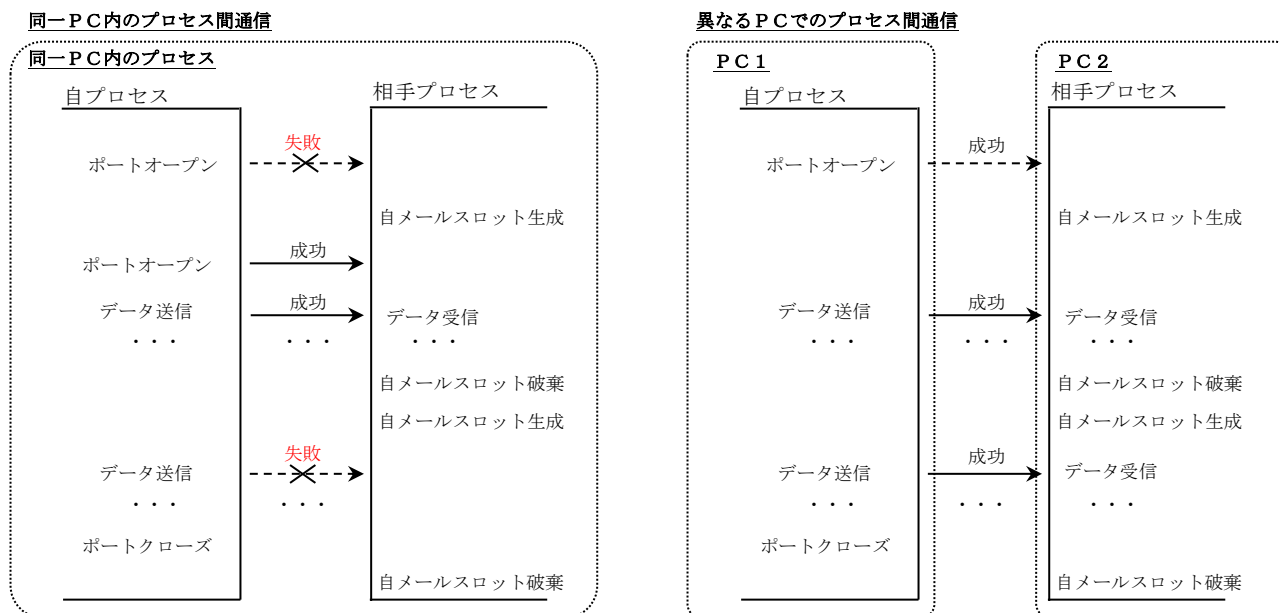 同一ＰＣ内のプロセス間通信
同一ＰＣ内のプロセス
自プロセス
相手プロセス
失敗
ポートオープン
自メールスロット生成
成功
ポートオープン
成功
データ送信
データ受信
・・・
・・・
・・・
自メールスロット破棄
自メールスロット生成
失敗
データ送信
・・・
・・・
ポートクローズ
自メールスロット破棄
異なるＰＣでのプロセス間通信
ＰＣ１
ＰＣ２
自プロセス
相手プロセス
成功
ポートオープン
自メールスロット生成
成功
データ送信
データ受信
・・・
・・・
・・・
自メールスロット破棄
自メールスロット生成
成功
データ送信
データ受信
・・・
・・・
・・・
ポートクローズ
自メールスロット破棄